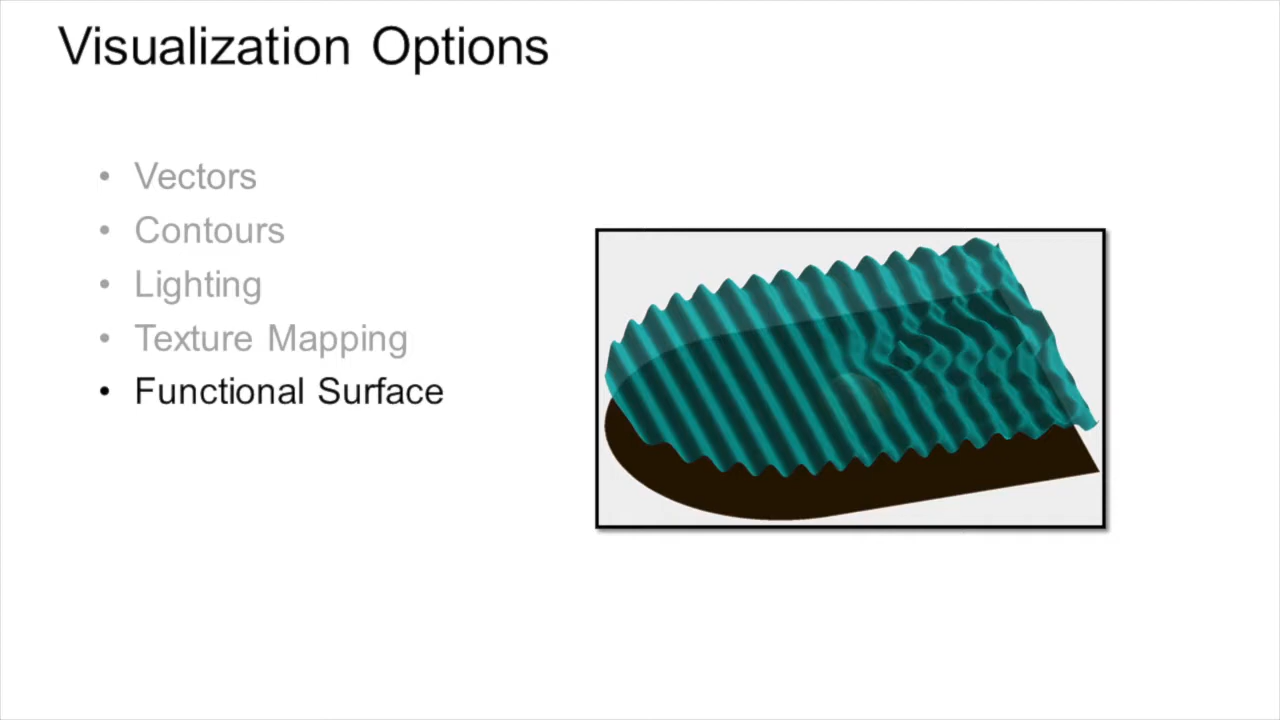 Visualization Options
• Vectors
• Contours
• Lighting
• Texture Mapping
• Functional Surface